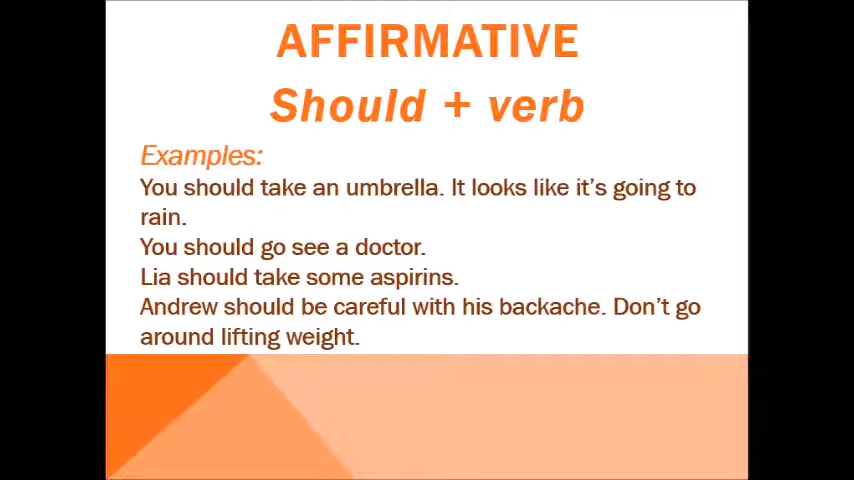 AFFIRMATIVE
Should + verb
Examples:
You should take an umbrella. It looks like it’s going to
rain.
You should go see a doctor.
Lia should take some aspirins.
Andrew should be careful with his backache. Don’t go
around lifting weight.